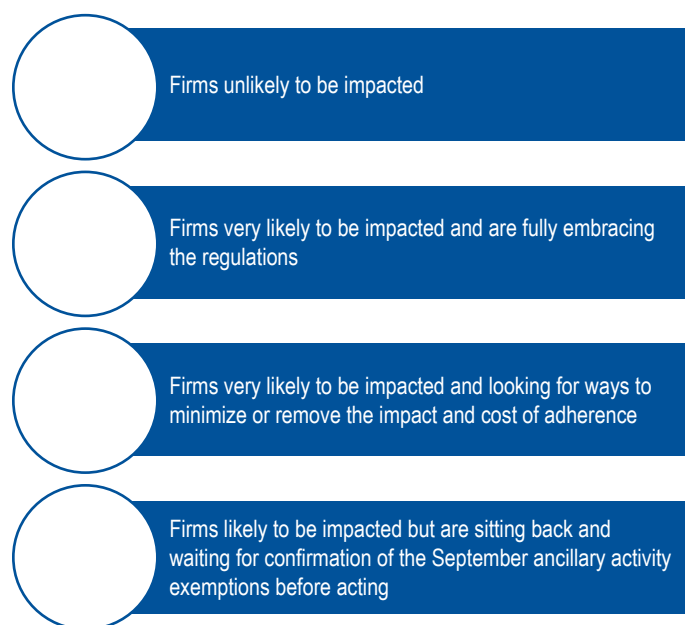 Firms unlikely to be impacted
Firms very likely to be impacted and are fully embracing
the regulations
Firms very likely to be impacted and looking for ways to
minimize or remove the impact and cost of adherence
Firms likely to be impacted but are sitting back and
waiting for confirmation of the September ancillary activity
exemptions before acting